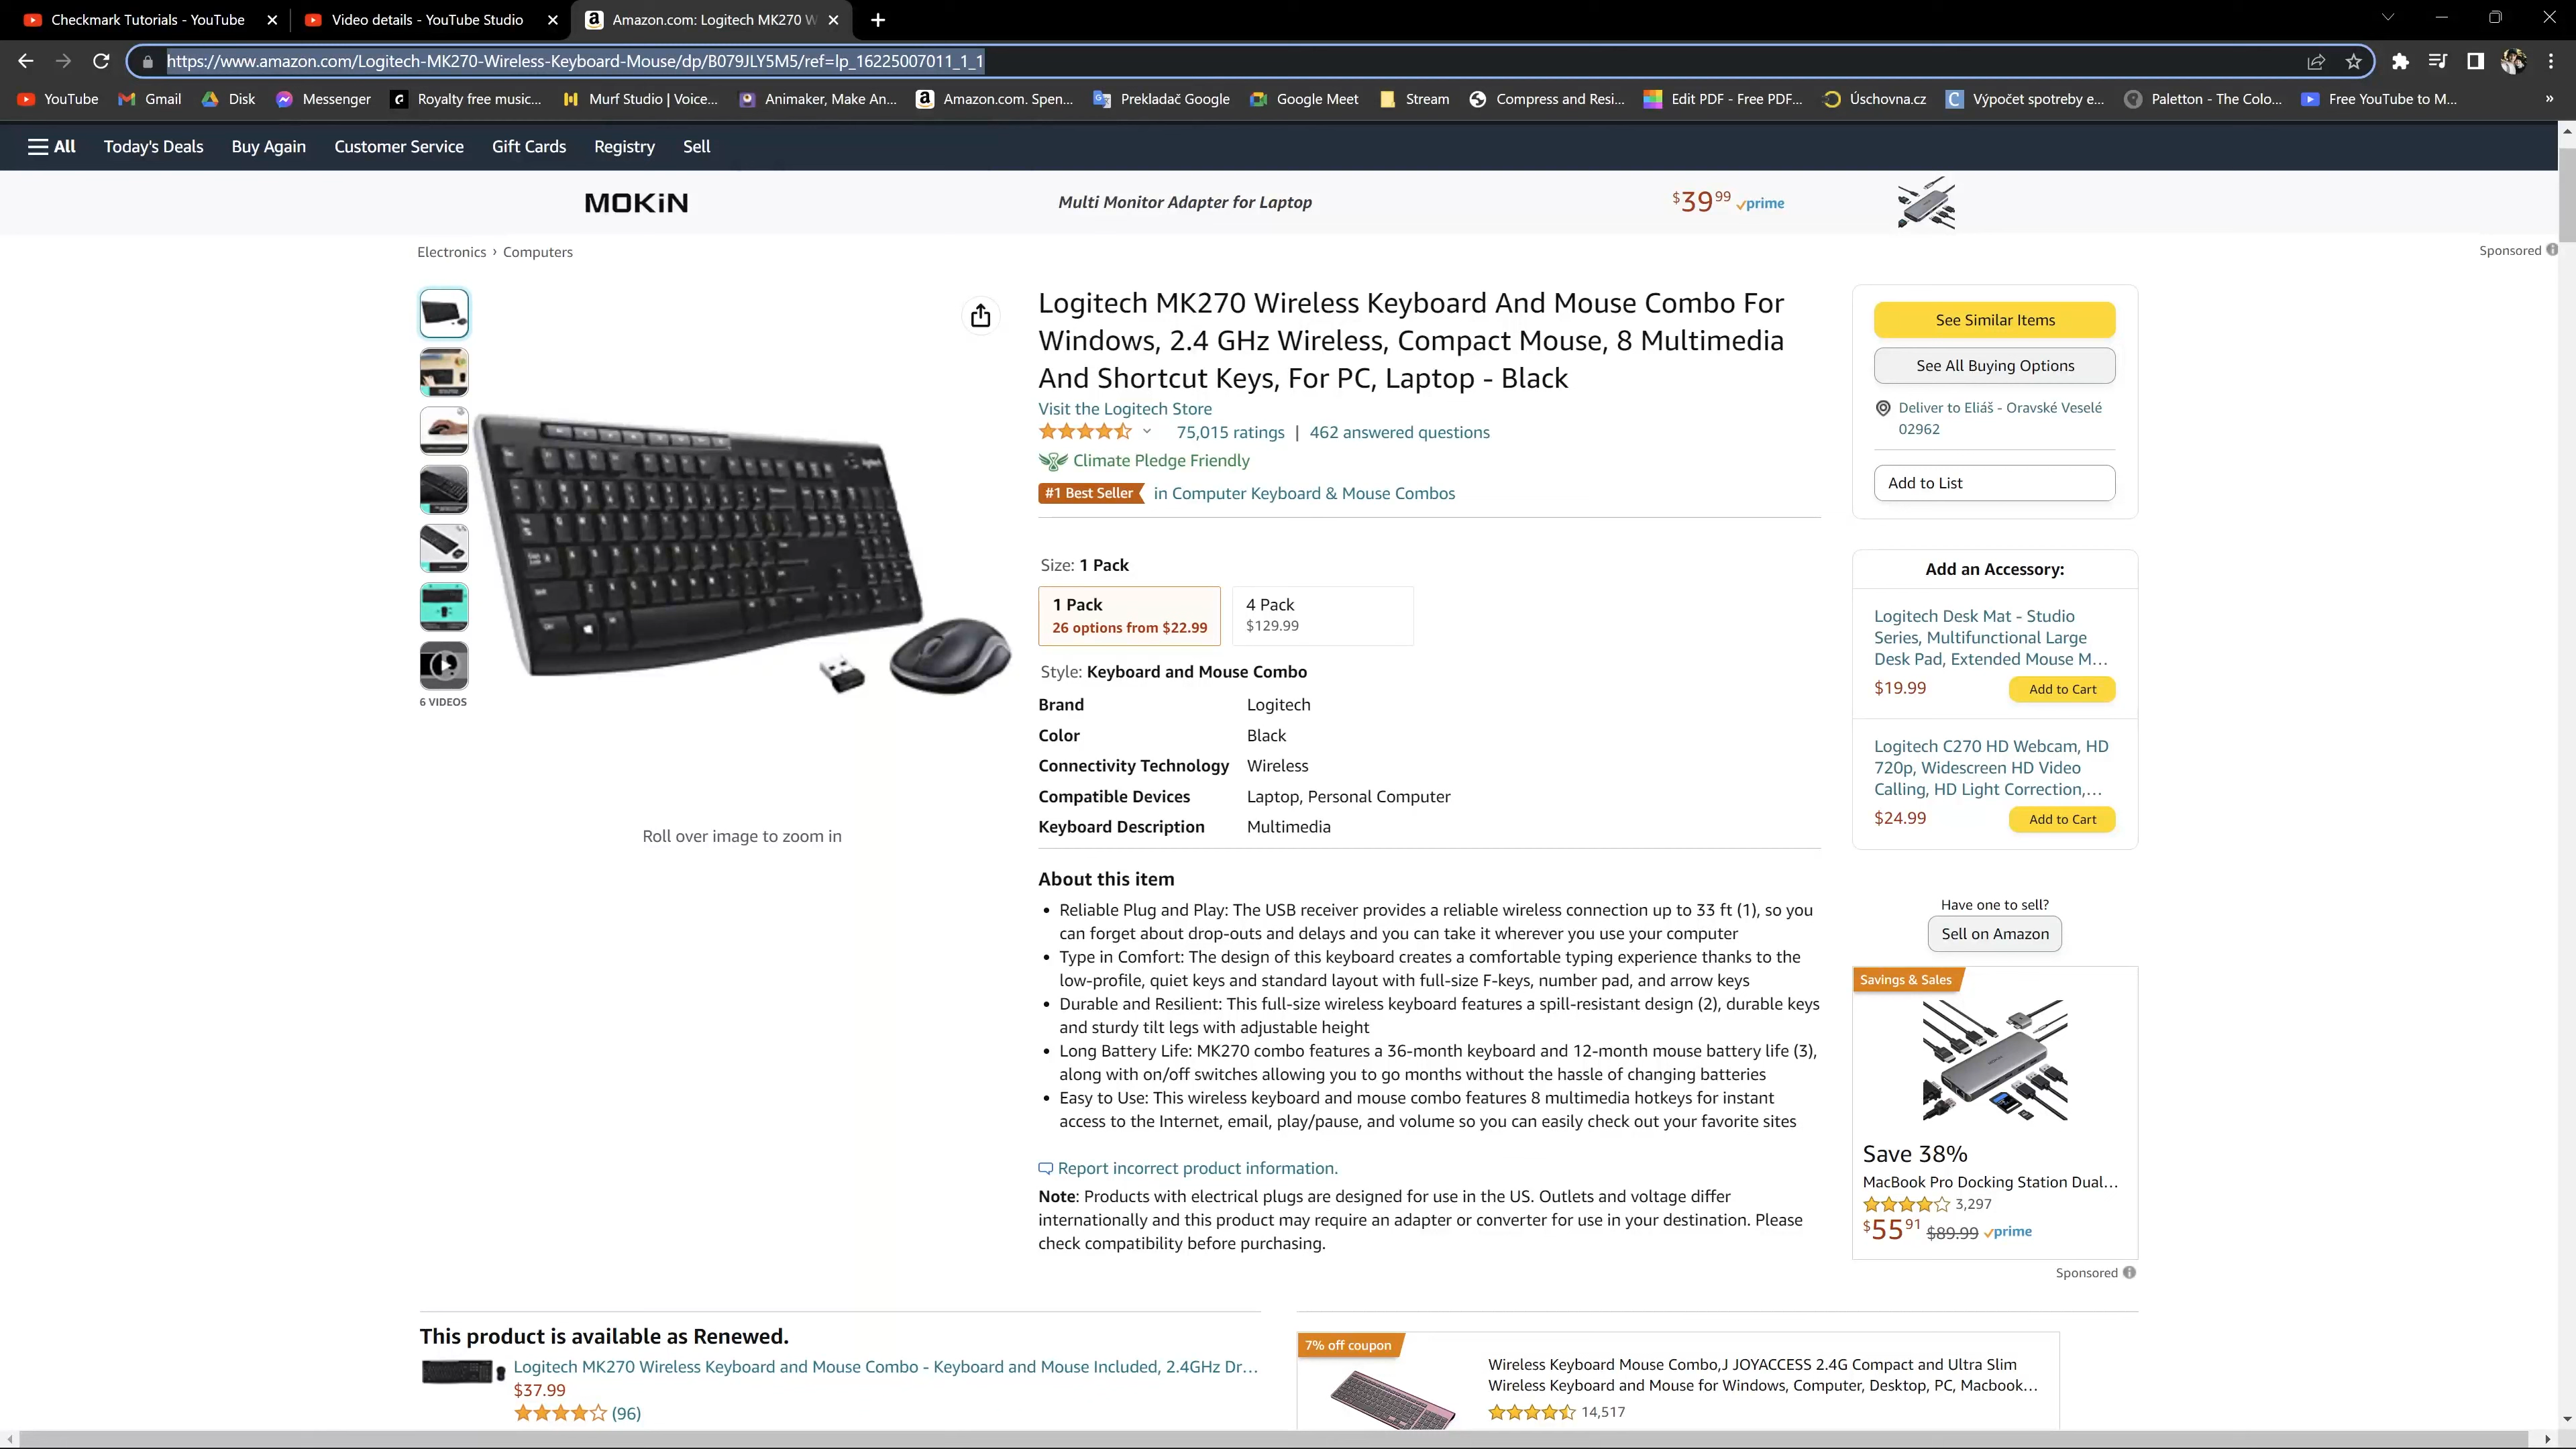 Checkmark Tutorials - YouTube
Video details - YouTube Studio
Amazon.com: Logitech MK270 W
https://www.amazon.com/Logitech-MK270-Wireless-Keyboard-Mouse/dp/B079JLY5M5/ref=lp_16225007011_1_1
YouTube
Gmail
Disk
Messenger
Royalty free music...
Murf Studio | Voice...
Animaker, Make An...
Amazon.com. Spen...
Prekladač Google
Google Meet
Stream
Compress and Resi...
Edit PDF - Free PDF...
Úschovna.cz
Výpočet spotreby e...
Paletton - The Colo...
Free YouTube to M...
»
All
Today's Deals
Buy Again
Customer Service
Gift Cards
Registry
Sell
MOKiN
Multi Monitor Adapter for Laptop
$39 99 prime
Sponsored
Electronics › Computers
6 VIDEOS
Roll over image to zoom in
Logitech MK270 Wireless Keyboard And Mouse Combo For
Windows, 2.4 GHz Wireless, Compact Mouse, 8 Multimedia
And Shortcut Keys, For PC, Laptop - Black
Visit the Logitech Store
75,015 ratings | 462 answered questions
Climate Pledge Friendly
#1 Best Seller in Computer Keyboard & Mouse Combos
Size: 1 Pack
1 Pack
26 options from $22.99
4 Pack
$129.99
Style: Keyboard and Mouse Combo
Brand Logitech
Color Black
Connectivity Technology Wireless
Compatible Devices Laptop, Personal Computer
Keyboard Description Multimedia
About this item
• Reliable Plug and Play: The USB receiver provides a reliable wireless connection up to 33 ft (1), so you
can forget about drop-outs and delays and you can take it wherever you use your computer
• Type in Comfort: The design of this keyboard creates a comfortable typing experience thanks to the
low-profile, quiet keys and standard layout with full-size F-keys, number pad, and arrow keys
• Durable and Resilient: This full-size wireless keyboard features a spill-resistant design (2), durable keys
and sturdy tilt legs with adjustable height
• Long Battery Life: MK270 combo features a 36-month keyboard and 12-month mouse battery life (3),
along with on/off switches allowing you to go months without the hassle of changing batteries
• Easy to Use: This wireless keyboard and mouse combo features 8 multimedia hotkeys for instant
access to the Internet, email, play/pause, and volume so you can easily check out your favorite sites
Report incorrect product information.
Note: Products with electrical plugs are designed for use in the US. Outlets and voltage differ
internationally and this product may require an adapter or converter for use in your destination. Please
check compatibility before purchasing.
See Similar Items
See All Buying Options
Deliver to Eliáš - Oravské Veselé
02962
Add to List
Add an Accessory:
Logitech Desk Mat - Studio
Series, Multifunctional Large
Desk Pad, Extended Mouse M...
$19.99
Add to Cart
Logitech C270 HD Webcam, HD
720p, Widescreen HD Video
Calling, HD Light Correction,...
$24.99
Add to Cart
Have one to sell?
Sell on Amazon
Savings & Sales
Save 38%
MacBook Pro Docking Station Dual...
3,297
$55 91 $89.99 prime
Sponsored
This product is available as Renewed.
Logitech MK270 Wireless Keyboard and Mouse Combo - Keyboard and Mouse Included, 2.4GHz Dr...
$37.99
(96)
7% off coupon
Wireless Keyboard Mouse Combo,J JOYACCESS 2.4G Compact and Ultra Slim
Wireless Keyboard and Mouse for Windows, Computer, Desktop, PC, Macbook...
14,517